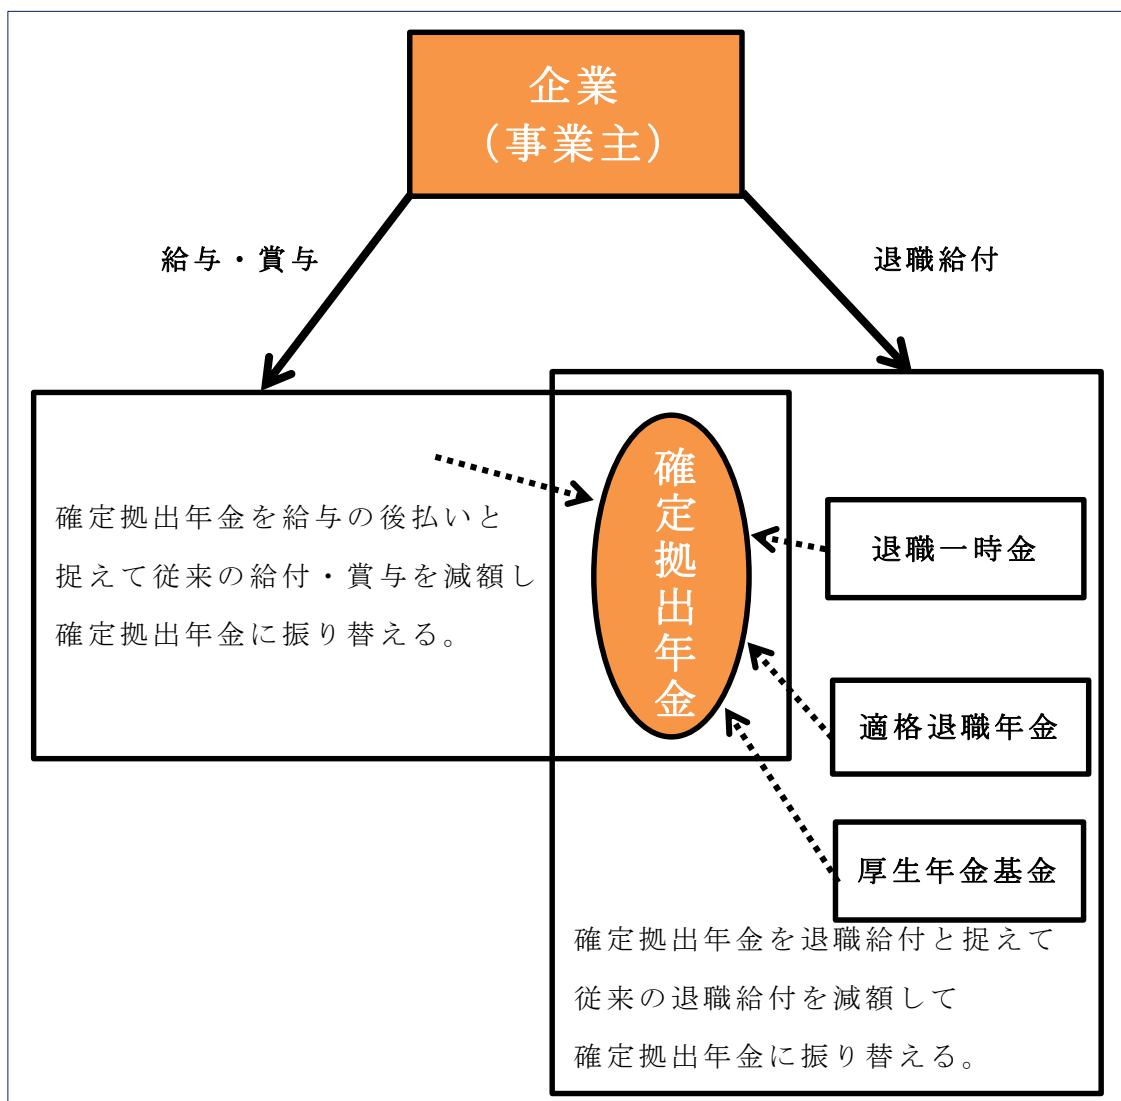 企業
（事業主）
給与・賞与
退職給付
確定拠出年金を給与の後払いと
捉えて従来の給付・賞与を減額し
確定拠出年金に振り替える。
確定拠出年金
退職一時金
適格退職年金
厚生年金基金
確定拠出年金を退職給付と捉えて
従来の退職給付を減額して
確定拠出年金に振り替える。